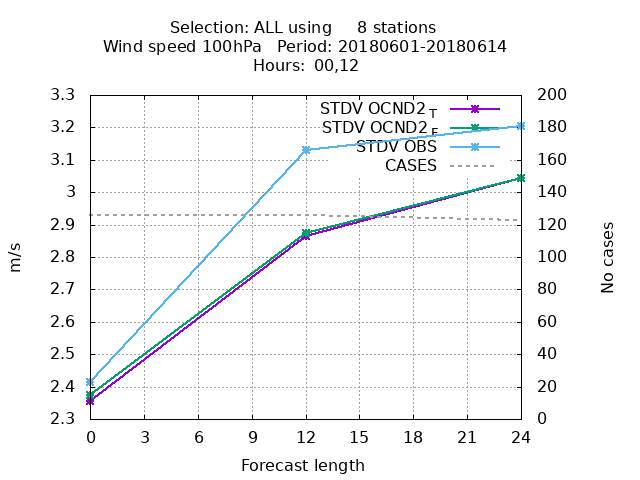 Selection: ALL using 8 stations
Wind speed 100hPa Period: 20180601-20180614
Hours: 00,12
STDV OCND2 T
STDV OCND2 F
STDV OBS
CASES
3.3
3.2
3.1
3
2.9
2.8
2.7
2.6
2.5
2.4
2.3
m/s
200
180
160
140
120
100
80
60
40
20
0
No cases
0 3 6 9 12 15 18 21 24
Forecast length